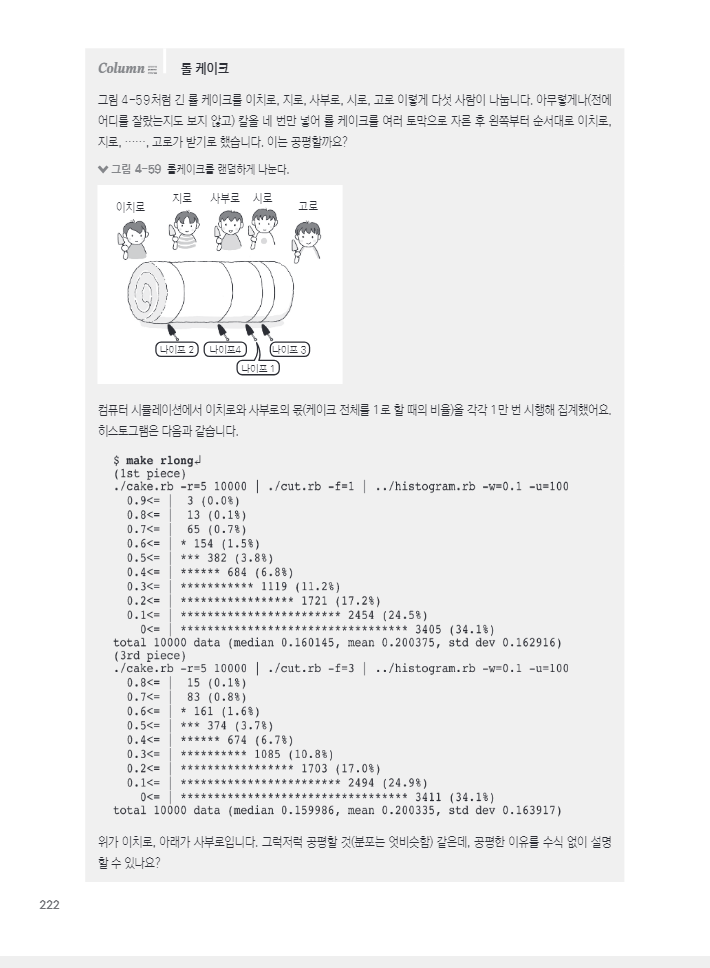 Column 롤 케이크
그림 4-59처럼 긴 롤 케이크를 이치로, 지로, 사부로, 시로, 고로 이렇게 다섯 사람이 나눕니다. 아무렇게나(전에
어디를 잘랐는지도 보지 않고) 칼을 네 번만 넣어 롤 케이크를 여러 토막으로 자른 후 왼쪽부터 순서대로 이치로,
지로, ……, 고로가 받기로 했습니다. 이는 공평할까요?
그림 4-59 롤케이크를 랜덤하게 나눈다.
이치로 지로 사부로 시로 고로
나이프 2 나이프4 나이프 3
나이프 1
컴퓨터 시뮬레이션에서 이치로와 사부로의 몫(케이크 전체를 1로 할 때의 비율)을 각각 1만 번 시행해 집계했어요.
히스토그램은 다음과 같습니다.
$ make rlong↲
(1st piece)
./cake.rb -r=5 10000 | ./cut.rb -f=1 | ../histogram.rb -w=0.1 -u=100
0.9<= | 3 (0.0%)
0.8<= | 13 (0.1%)
0.7<= | 65 (0.7%)
0.6<= | * 154 (1.5%)
0.5<= | *** 382 (3.8%)
0.4<= | ****** 684 (6.8%)
0.3<= | *********** 1119 (11.2%)
0.2<= | ***************** 1721 (17.2%)
0.1<= | ************************ 2454 (24.5%)
0<= | ********************************** 3405 (34.1%)
total 10000 data (median 0.160145, mean 0.200375, std dev 0.162916)
(3rd piece)
./cake.rb -r=5 10000 | ./cut.rb -f=3 | ../histogram.rb -w=0.1 -u=100
0.8<= | 15 (0.1%)
0.7<= | 83 (0.8%)
0.6<= | * 161 (1.6%)
0.5<= | *** 374 (3.7%)
0.4<= | ****** 674 (6.7%)
0.3<= | ********** 1085 (10.8%)
0.2<= | ***************** 1703 (17.0%)
0.1<= | ************************ 2494 (24.9%)
0<= | ********************************** 3411 (34.1%)
total 10000 data (median 0.159986, mean 0.200335, std dev 0.163917)
위가 이치로, 아래가 사부로입니다. 그럭저럭 공평할 것(분포는 엇비슷함) 같은데, 공평한 이유를 수식 없이 설명
할 수 있나요?
222